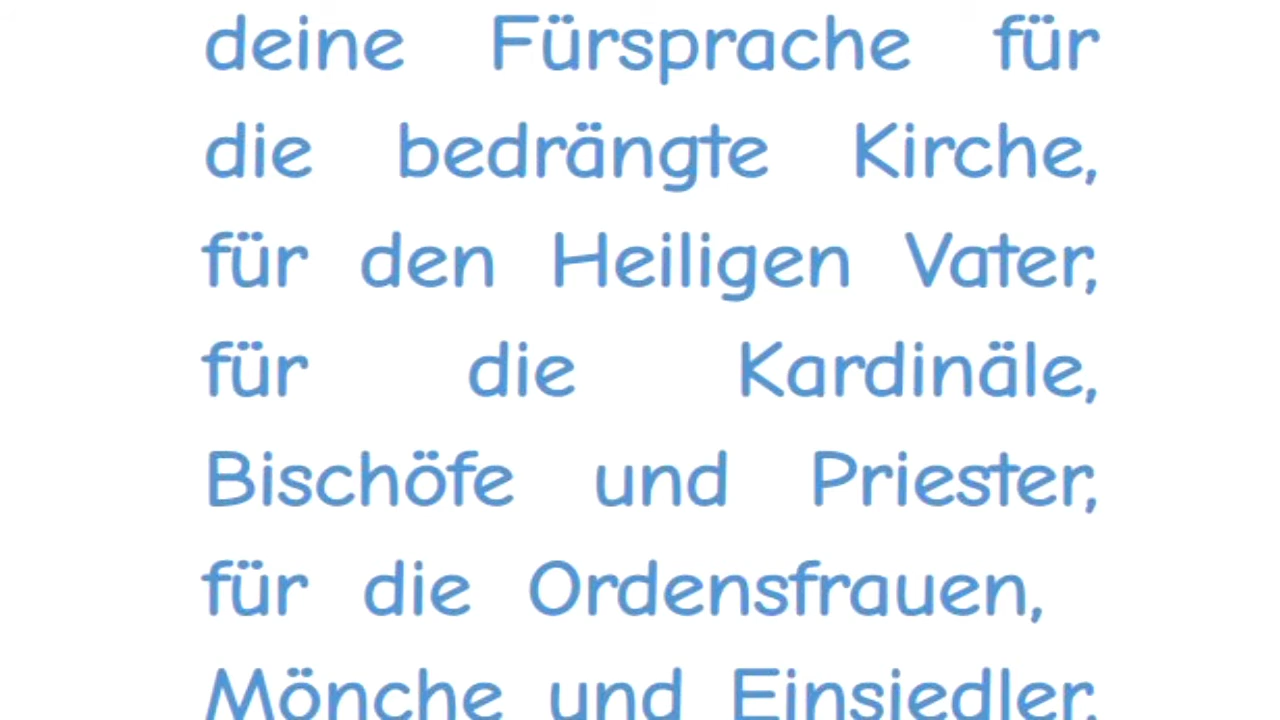 deine Fürsprache für
die bedrängte Kirche,
für den Heiligen Vater,
für die Kardinäle,
Bischöfe und Priester,
für die Ordensfrauen,
Mönche und Einsiedler,